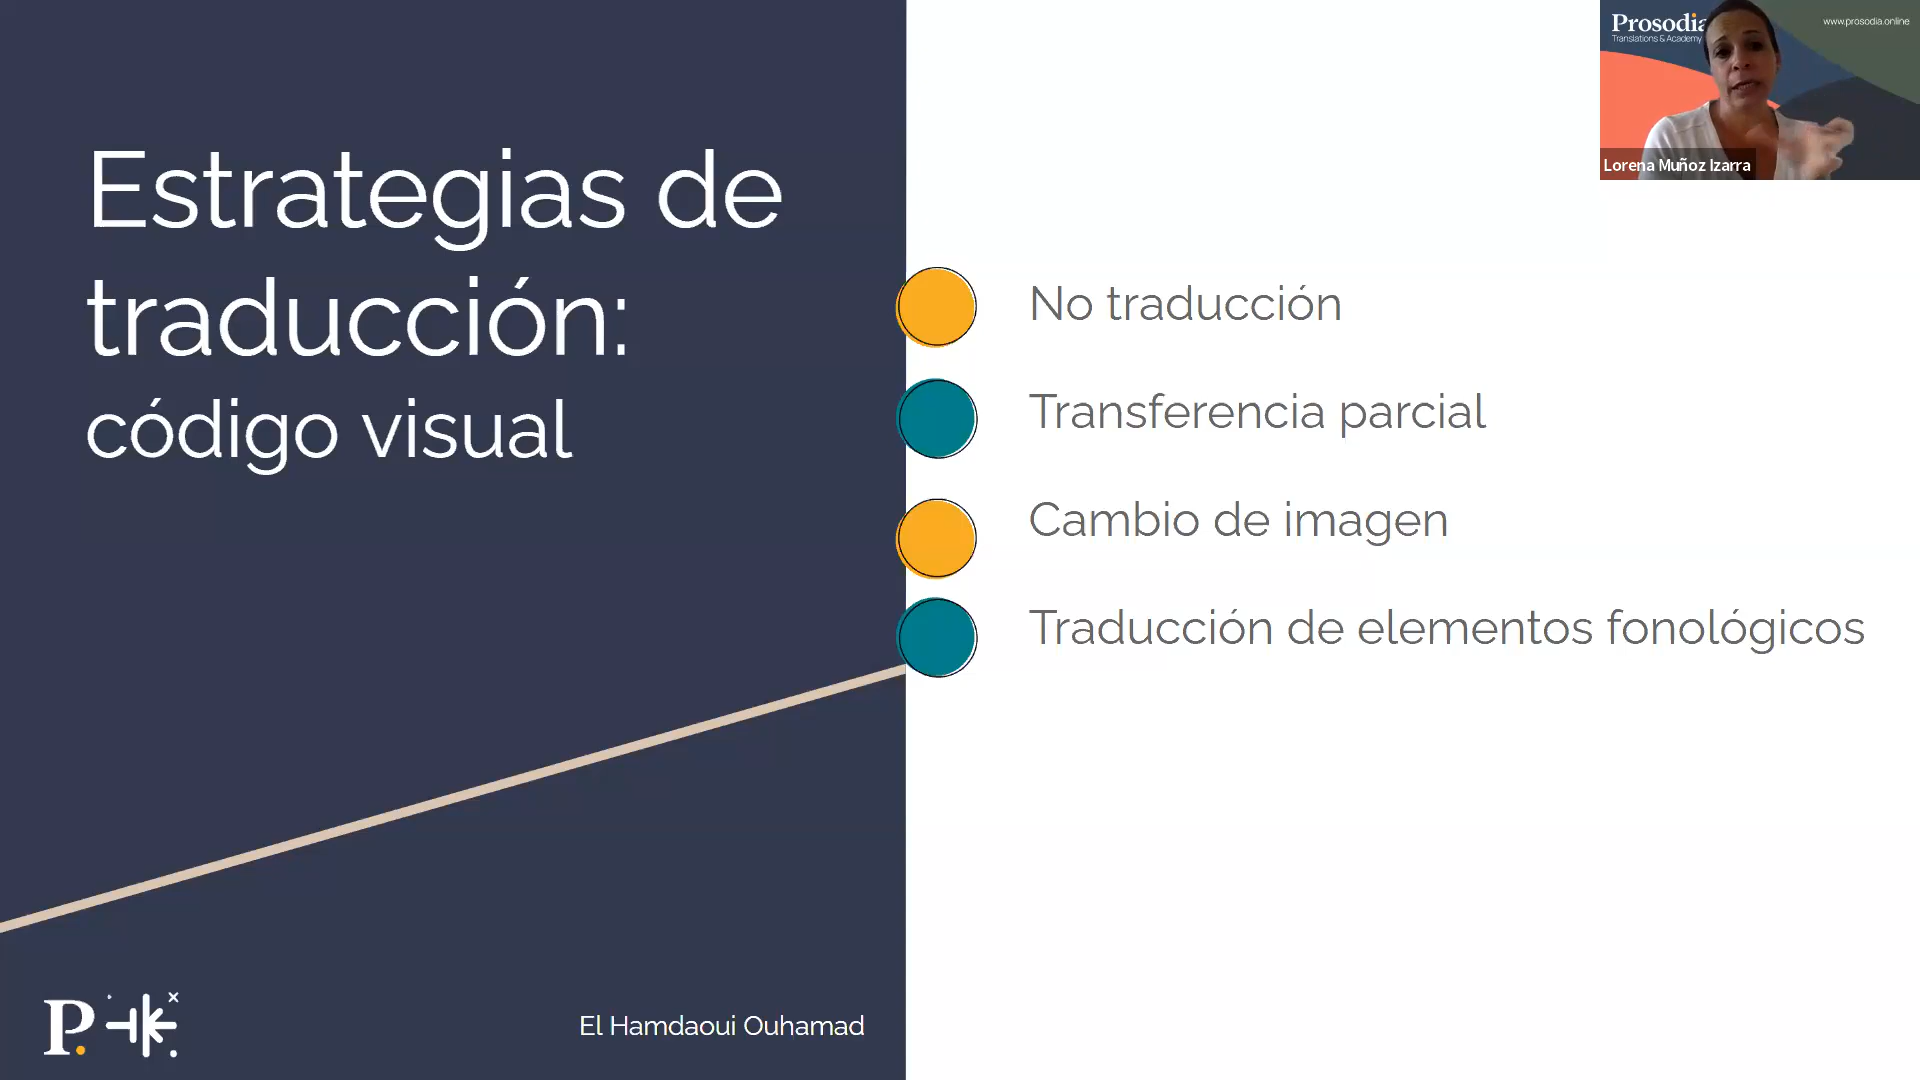 Estrategias de
traducción:
código visual
No traducción
Transferencia parcial
Cambio de imagen
Traducción de elementos fonológicos
El Hamdaoui Ouhamad
P.
Prosodia
Translations & Academy
www.prosodia.online
Lorena Muñoz Izarra